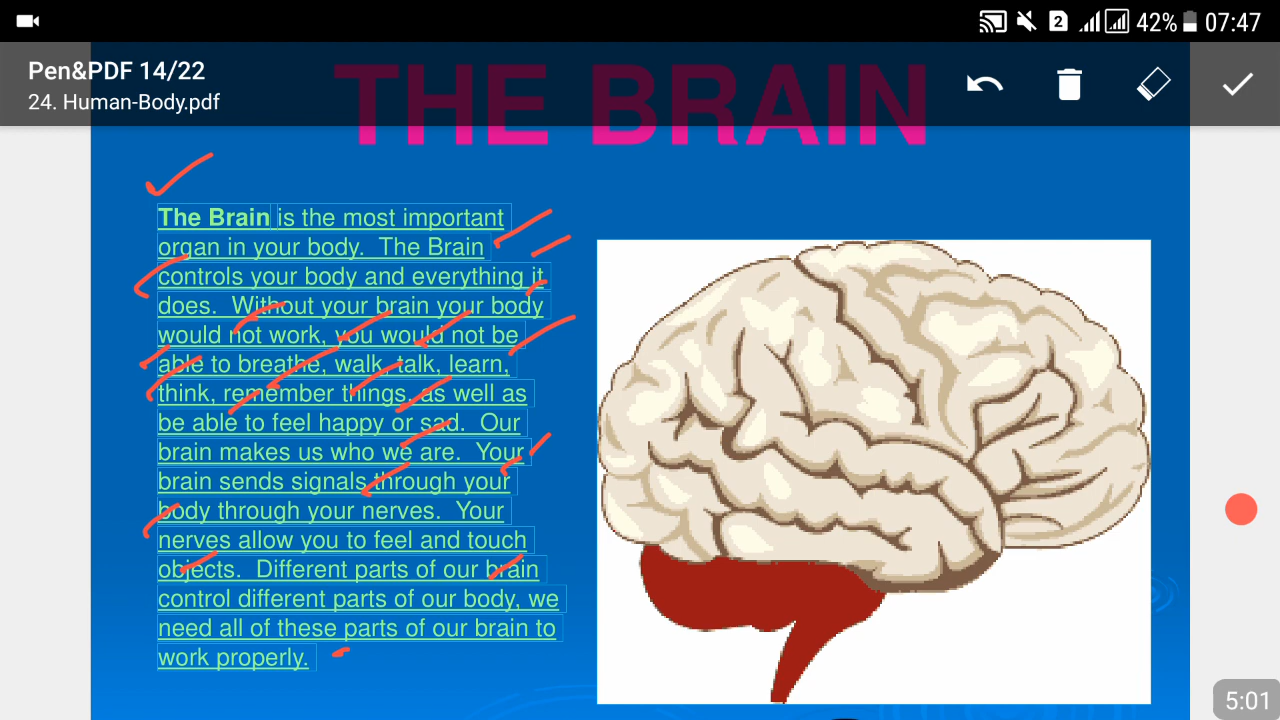 2 42% 07:47
Pen&PDF 14/22
24. Human-Body.pdf
THE BRAIN
The Brain is the most important
organ in your body. The Brain
controls your body and everything it
does. Without your brain your body
would not work, you would not be
able to breathe, walk, talk, learn,
think, remember things, as well as
be able to feel happy or sad. Our
brain makes us who we are. Your
brain sends signals through your
body through your nerves. Your
nerves allow you to feel and touch
objects. Different parts of our brain
control different parts of our body, we
need all of these parts of our brain to
work properly.
5:01